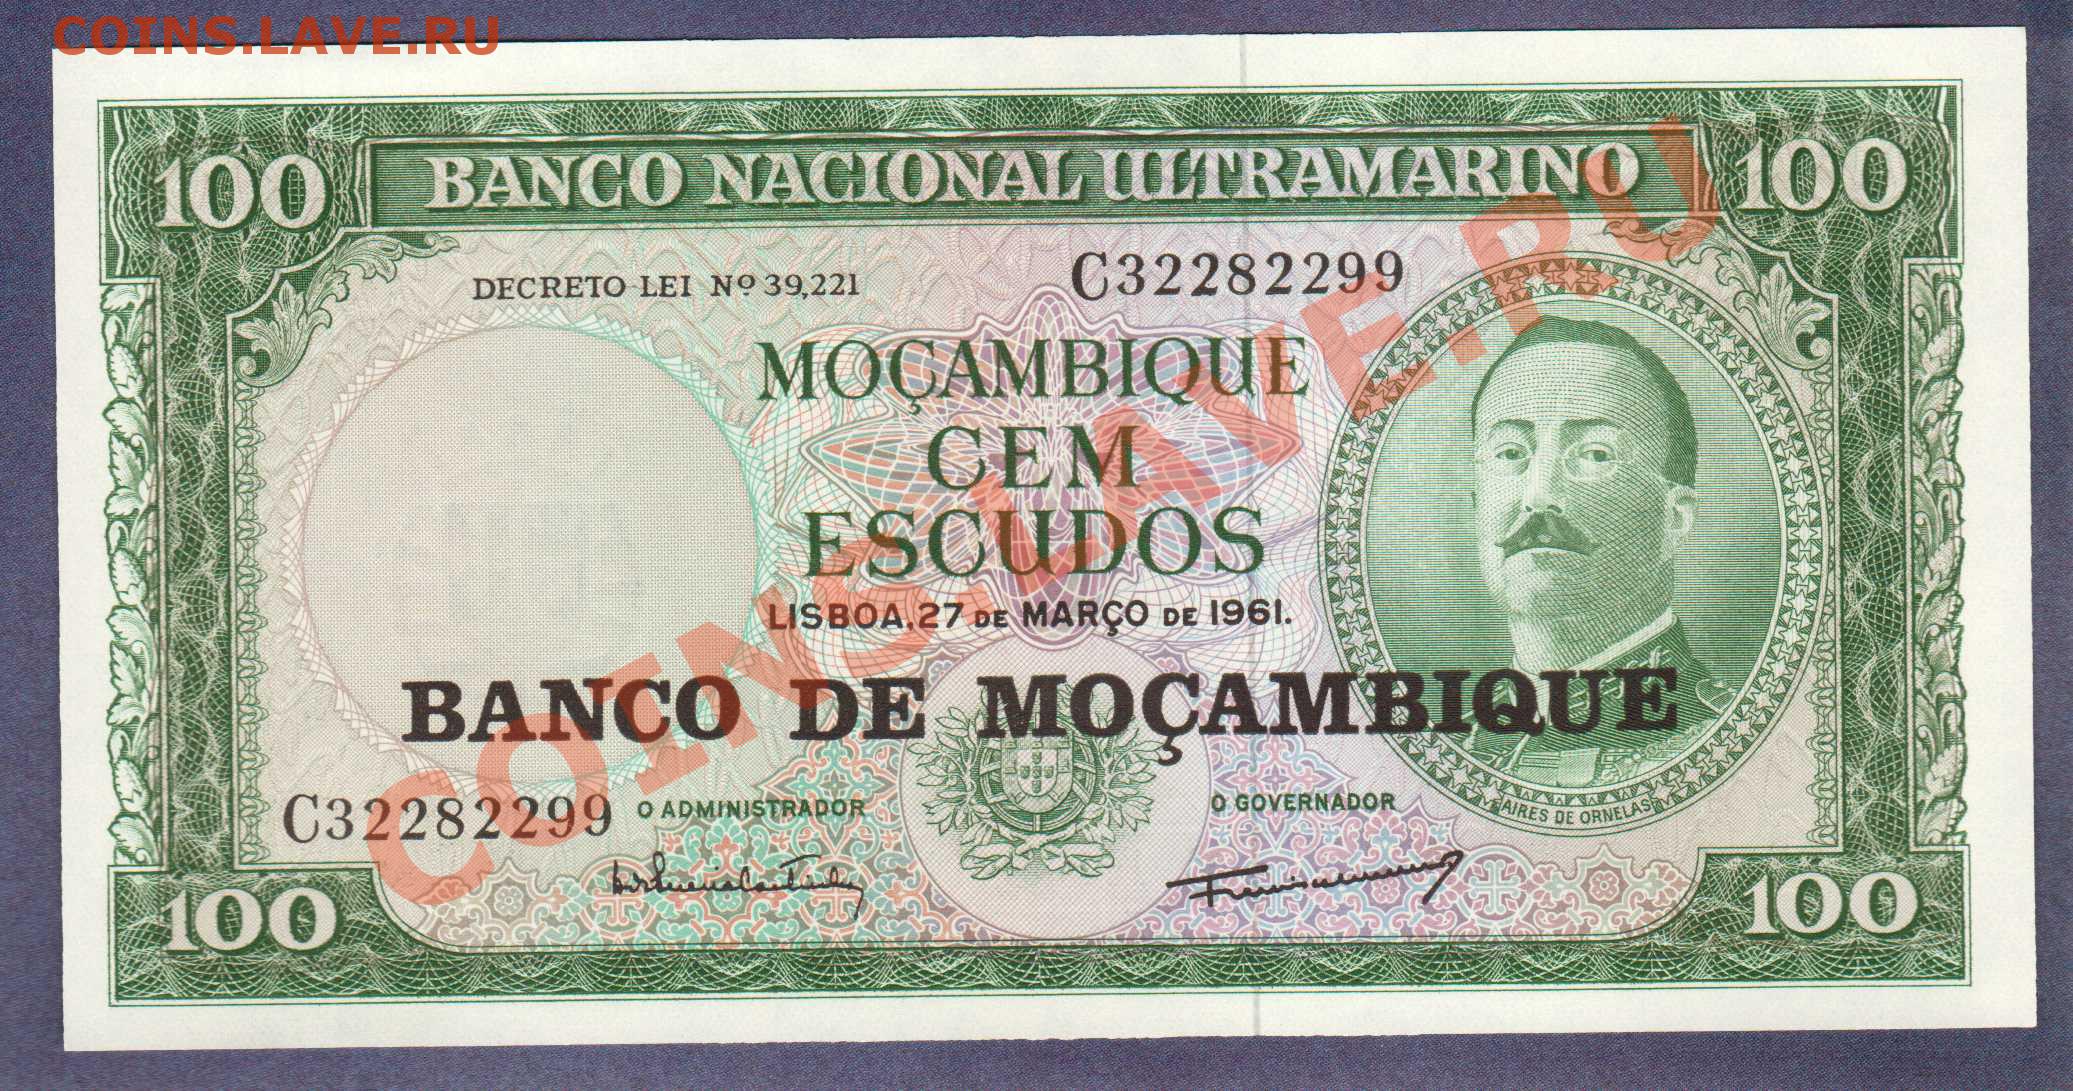 COINS.LAVE.RU
100 BANCO NACIONAL ULTRAMARINO 100
DECRETO LEI Nº 39,221
C32282299
MOÇAMBIQUE
CEM
ESCUDOS
LISBOA, 27 DE MARÇO DE 1961.
BANCO DE MOÇAMBIQUE
C32282299
O ADMINISTRADOR
O GOVERNADOR
AIRES DE ORNELAS
100
100
COINS.LAVE.RU